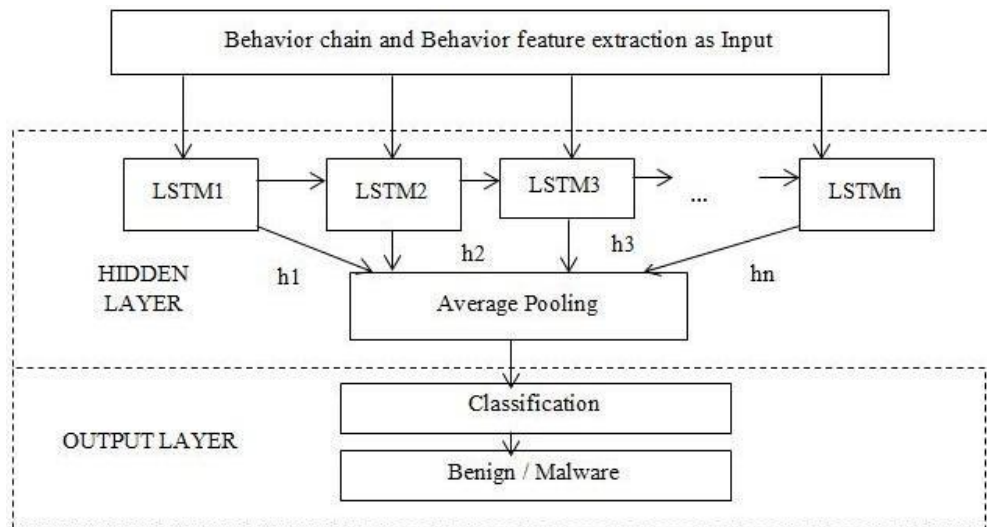 Behavior chain and Behavior feature extraction as Input
LSTM1
LSTM2
LSTM3
...
LSTMn
h1
h2
h3
hn
HIDDEN
LAYER
Average Pooling
Classification
OUTPUT LAYER
Benign / Malware